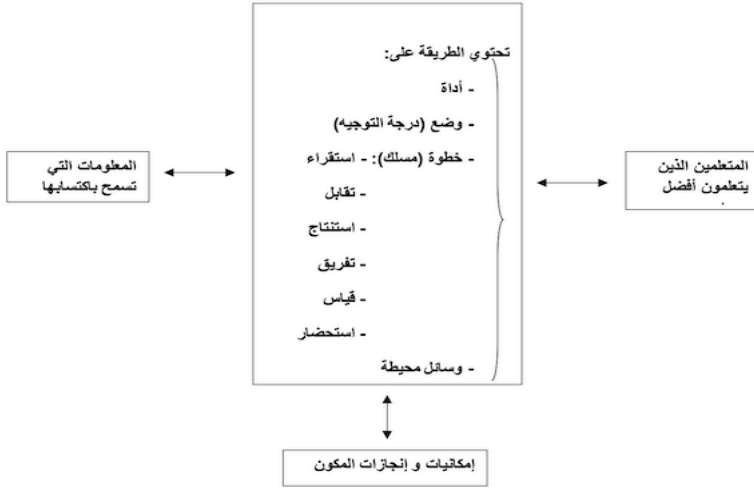 تحتوي الطريقة على:
- أداة
- وضع (درجة التوجيه)
- خطوة (مسلك): - استقراء
- تقابل
- استنتاج
- تفريق
- قياس
- استحضار
- وسائل محيطة
المتعلمين الذين
يتعلمون أفضل
.
المعلومات التي
تسمح باكتسابها
إمكانيات و إنجازات المكون